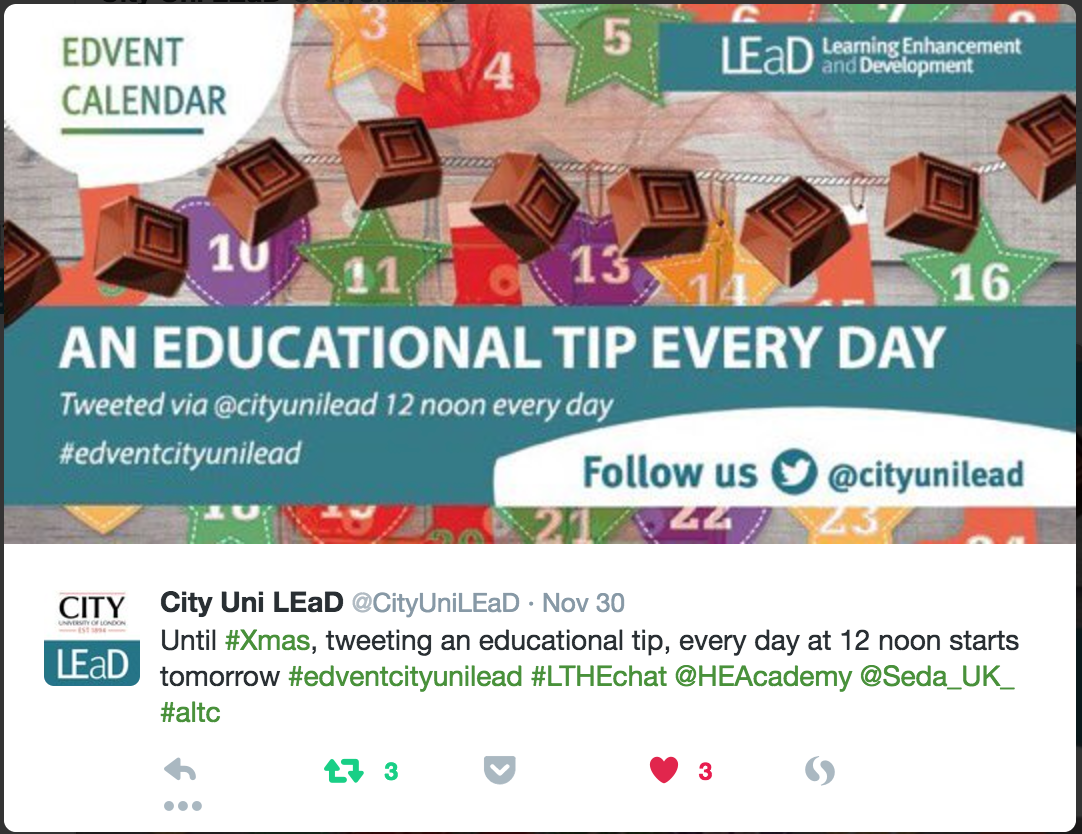 EDVENT
CALENDAR
3
4
5
6
7
8
LEaD Learning Enhancement
and Development
10
11
13
14
15
16
AN EDUCATIONAL TIP EVERY DAY
Tweeted via @cityunilead 12 noon every day
#edventcityunilead
Follow us @cityunilead
18
19
20
21
22
23
24
CITY
UNIVERSITY OF LONDON
EST 1894
LEaD
City Uni LEaD @CityUniLEaD · Nov 30
Until #Xmas, tweeting an educational tip, every day at 12 noon starts
tomorrow #edventcityunilead #LTHEchat @HEAcademy @Seda_UK_
#altc
3
3